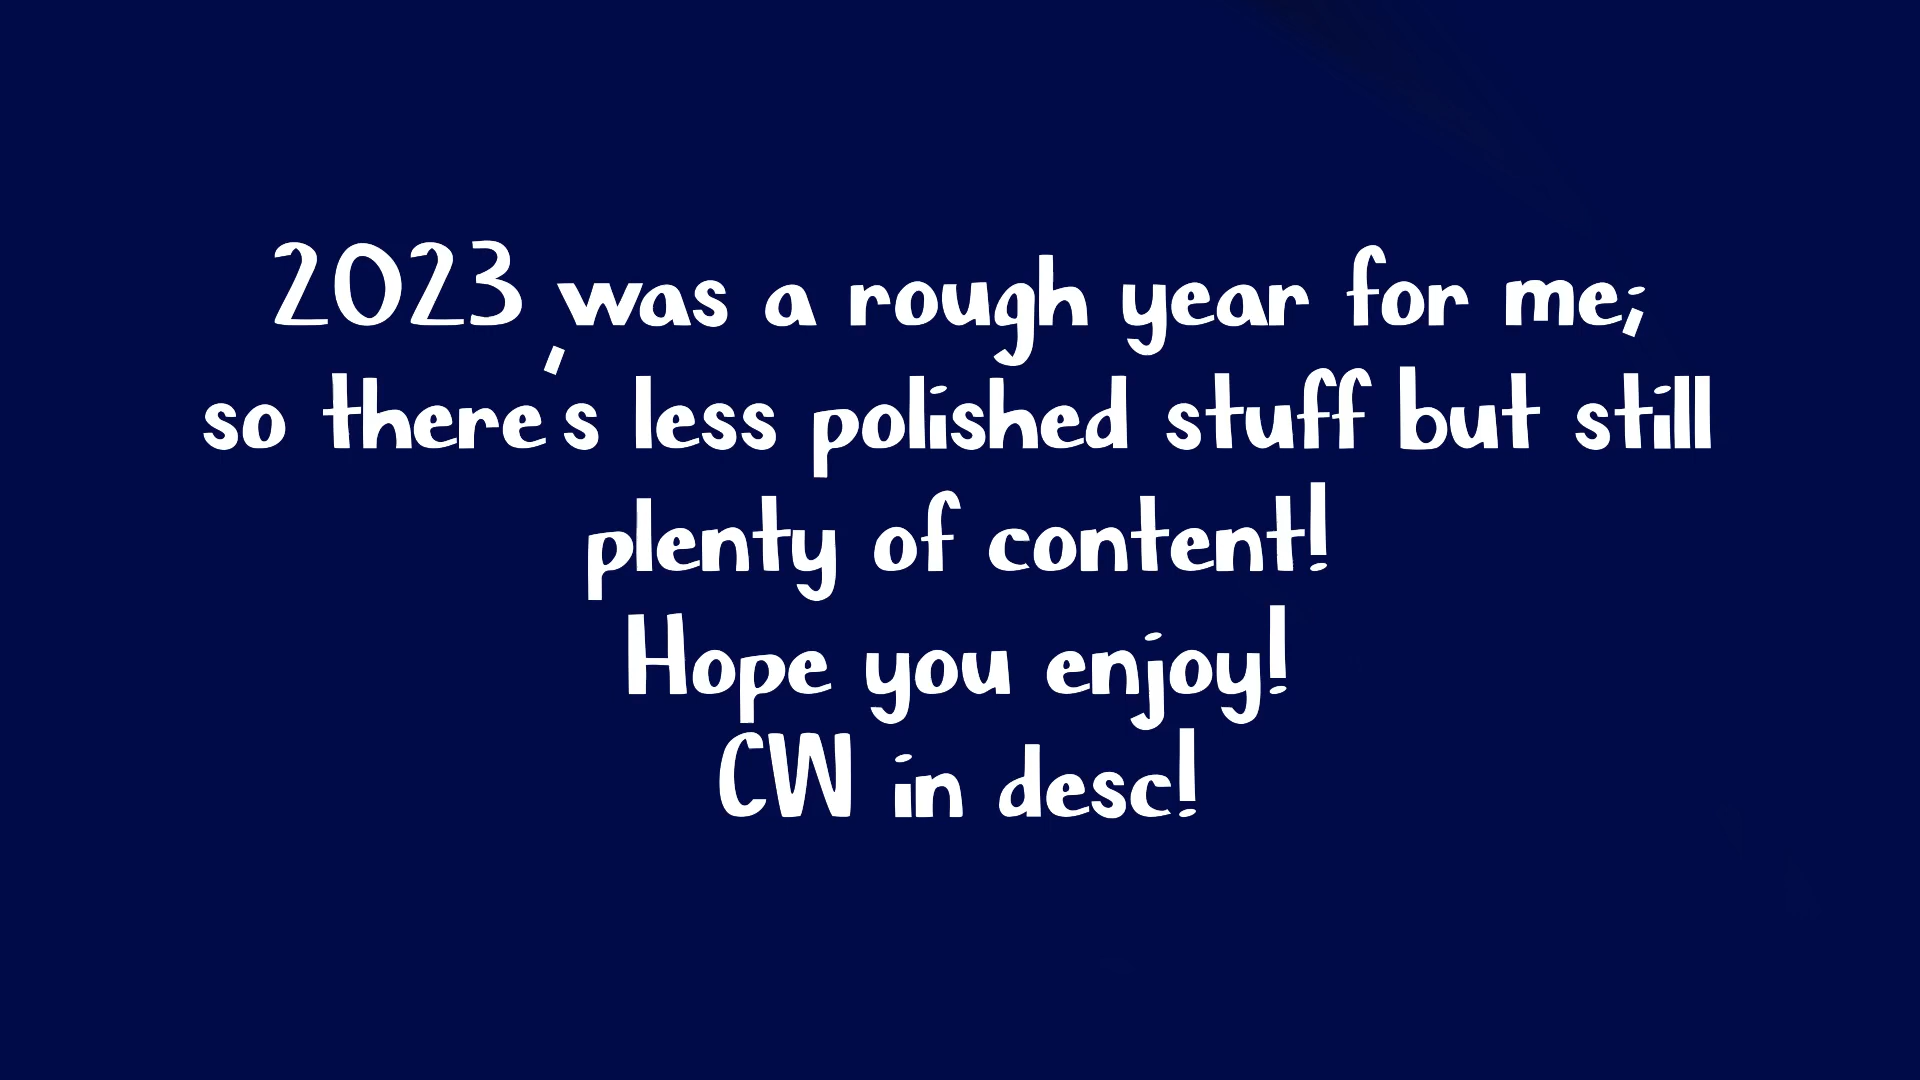 2023 was a rough year for me;
so there's less polished stuff but still
plenty of content!
Hope you enjoy!
CW in desc!